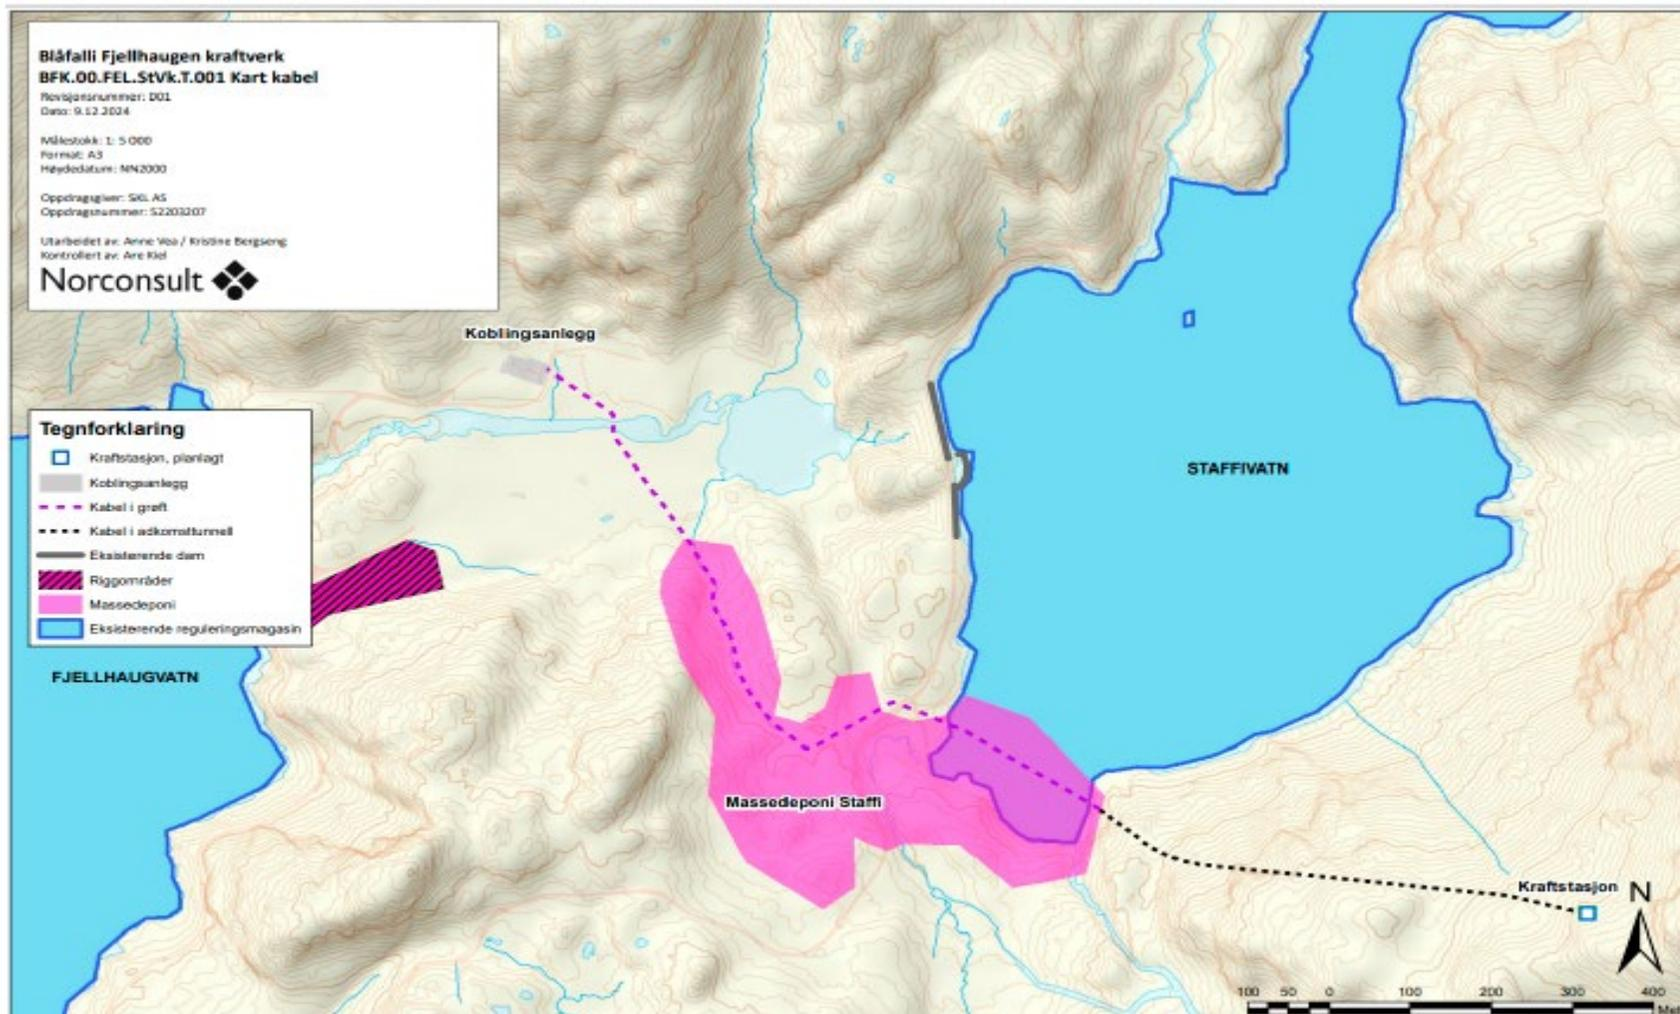 Blåfalli Fjellhaugen kraftverk
BFK.00.FEL.StVk.T.001 Kart kabel
Revisjonsnummer: D01
Dato: 9.12.2024
Målestokk: 1: 5 000
Format: A3
Høydedatum: NN2000
Oppdragsgiver: SKL AS
Oppdragsnummer: 52203207
Utarbeidet av: Anne Vea / Kristine Bergseng
Kontrollert av: Are Kiel
Norconsult
Koblingsanlegg
Tegnforklaring
Kraftstasjon, planlagt
Koblingsanlegg
Kabel i grøft
Kabel i adkomsttunnell
Eksisterende dam
Riggområder
Massedeponi
Eksisterende reguleringsmagasin
STAFFIVATN
FJELLHAUGVATN
Massedeponi Staffi
Kraftstasjon
N
100 50 0 100 200 300 400